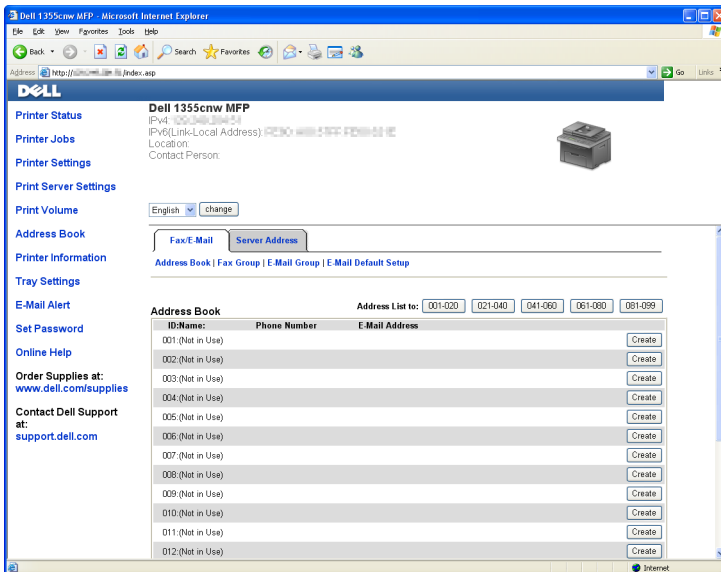 Dell 1355cnw MFP - Microsoft Internet Explorer
File Edit View Favorites Tools Help
Back Search Favorites
Address http:// /index.asp Go Links
DELL
Dell 1355cnw MFP
IPv4:
IPv6(Link-Local Address):
Location:
Contact Person:
Printer Status
Printer Jobs
Printer Settings
Print Server Settings
Print Volume
Address Book
Printer Information
Tray Settings
E-Mail Alert
Set Password
Online Help
Order Supplies at:
www.dell.com/supplies
Contact Dell Support
at:
support.dell.com
English change
Fax/E-Mail Server Address
Address Book | Fax Group | E-Mail Group | E-Mail Default Setup
Address Book Address List to: 001-020 021-040 041-060 061-080 081-099
ID:Name: Phone Number E-Mail Address
001:(Not in Use) Create
002:(Not in Use) Create
003:(Not in Use) Create
004:(Not in Use) Create
005:(Not in Use) Create
006:(Not in Use) Create
007:(Not in Use) Create
008:(Not in Use) Create
009:(Not in Use) Create
010:(Not in Use) Create
011:(Not in Use) Create
012:(Not in Use) Create
Internet